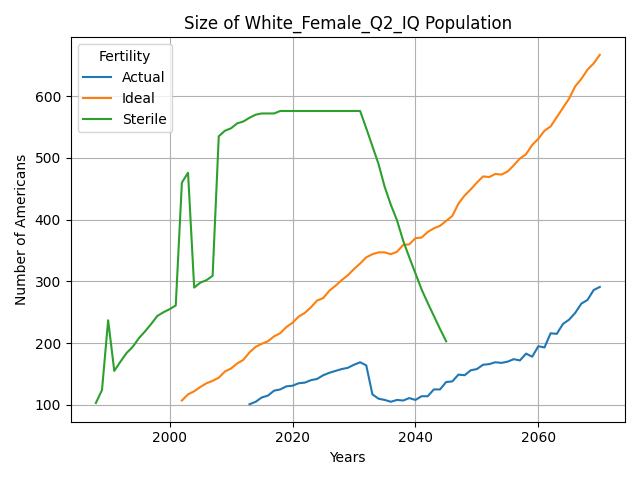 Size of White_Female_Q2_IQ Population
Fertility
Actual
Ideal
Sterile
Number of Americans
600
500
400
300
200
100
2000
2020
2040
2060
Years